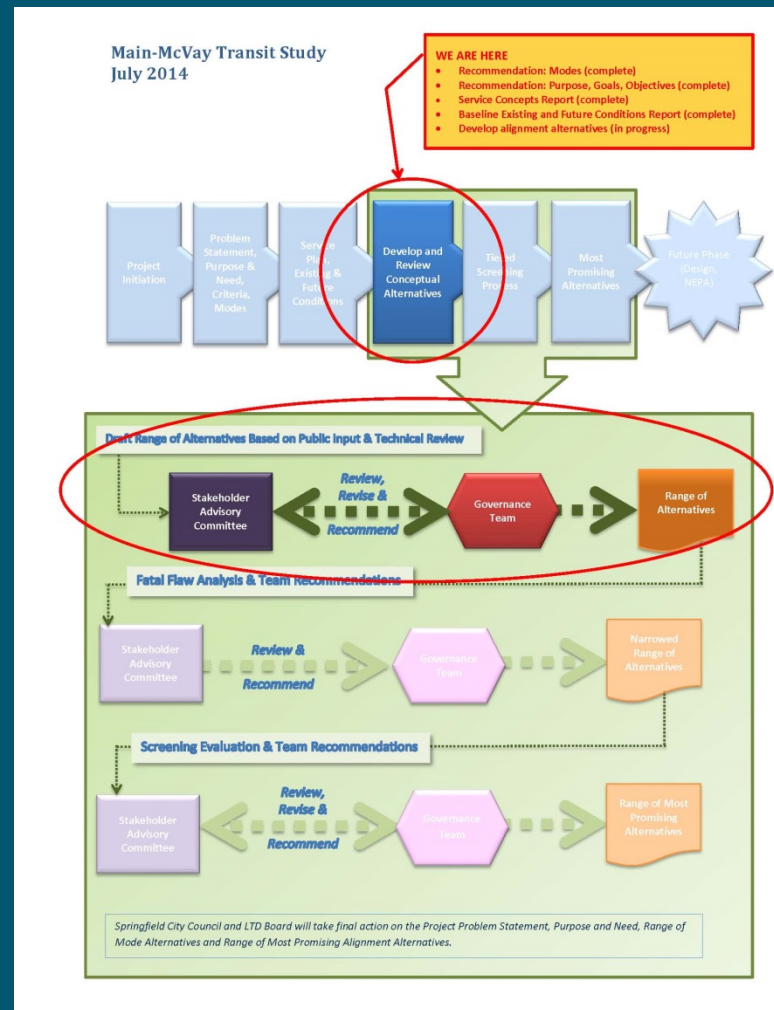 Main-McVay Transit Study
July 2014
WE ARE HERE
• Recommendation: Modes (complete)
• Recommendation: Purpose, Goals, Objectives (complete)
• Service Concepts Report (complete)
• Baseline Existing and Future Conditions Report (complete)
• Develop alignment alternatives (in progress)
Project
Initiation
Problem
Statement,
Purpose &
Need,
Criteria,
Modes
Service
Plan,
Existing &
Future
Conditions
Develop and
Review
Conceptual
Alternatives
Tiered
Screening
Process
Most
Promising
Alternatives
Future Phase
(Design,
NEPA)
Draft Range of Alternatives Based on Public Input & Technical Review
Stakeholder
Advisory
Committee
Review,
Revise &
Recommend
Governance
Team
Range of
Alternatives
Fatal Flaw Analysis & Team Recommendations
Stakeholder
Advisory
Committee
Review &
Recommend
Governance
Team
Narrowed
Range of
Alternatives
Screening Evaluation & Team Recommendations
Stakeholder
Advisory
Committee
Review,
Revise &
Recommend
Governance
Team
Range of Most
Promising
Alternatives
Springfield City Council and LTD Board will take final action on the Project Problem Statement, Purpose and Need, Range of
Mode Alternatives and Range of Most Promising Alignment Alternatives.